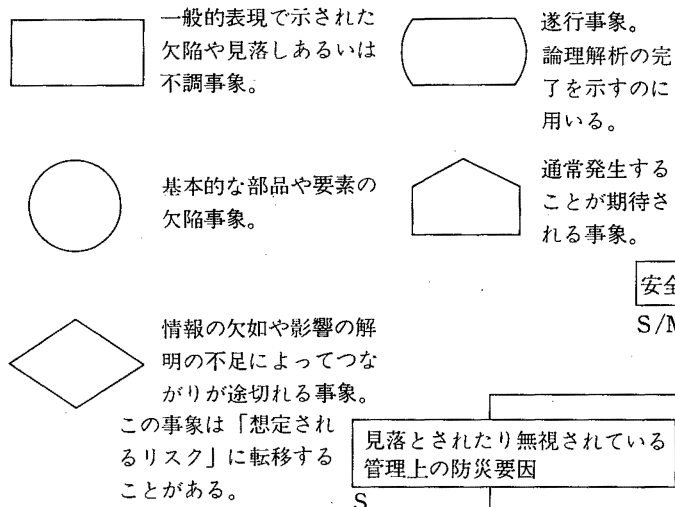 一般的表現で示された
欠陥や見落しあるいは
不調事象。
遂行事象。
論理解析の完
了を示すのに
用いる。
基本的な部品や要素の
欠陥事象。
通常発生する
ことが期待さ
れる事象。
安全
S/M
情報の欠如や影響の解
明の不足によってつな
がりが途切れる事象。
この事象は「想定され
るリスク」に転移する
ことがある。
見落とされたり無視されている
管理上の防災要因
S